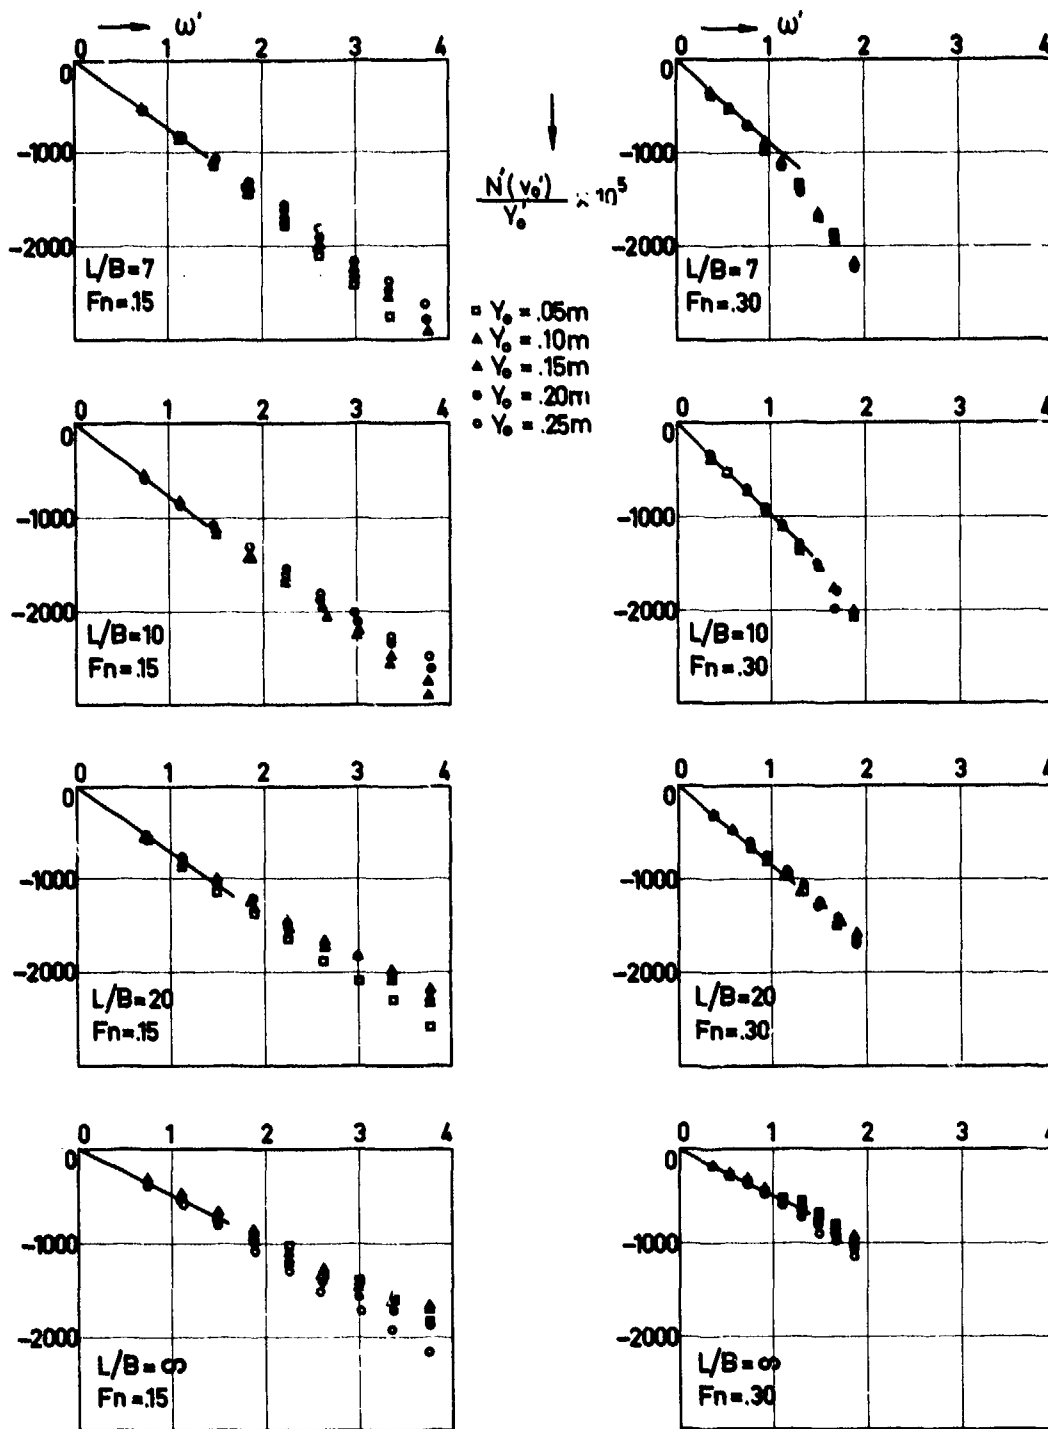 ω' ω'
0 1 2 3 4 0 1 2 3 4
0 0
-1000 -1000
-2000 -2000
L/B=7 L/B=7
Fn=.15 Fn=.30
N'(v₀')
Y₀' × 10⁵
□ Y₀ = .05m
▲ Y₀ = .10m
▲ Y₀ = .15m
● Y₀ = .20m
○ Y₀ = .25m
0 1 2 3 4 0 1 2 3 4
0 0
-1000 -1000
-2000 -2000
L/B=10 L/B=10
Fn=.15 Fn=.30
0 1 2 3 4 0 1 2 3 4
0 0
-1000 -1000
-2000 -2000
L/B=20 L/B=20
Fn=.15 Fn=.30
0 1 2 3 4 0 1 2 3 4
0 0
-1000 -1000
-2000 -2000
L/B=∞ L/B=∞
Fn=.15 Fn=.30